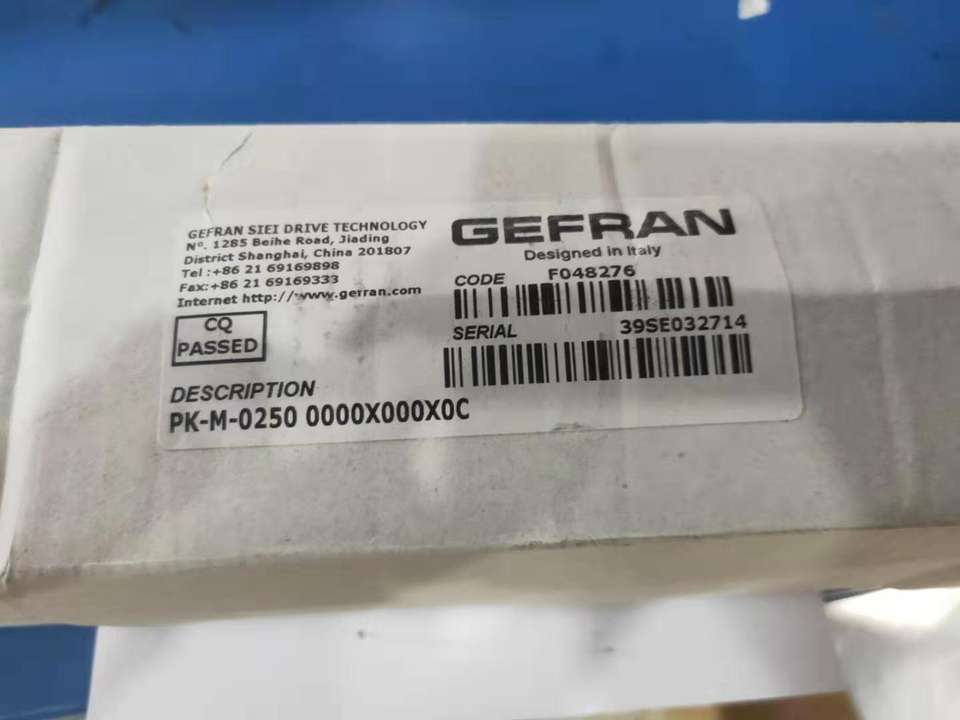 GEFRAN SIEI DRIVE TECHNOLOGY
Nº. 1285 Beihe Road, Jiading
District Shanghai, China 201807
Tel :+86 21 69169898
Fax:+86 21 69169333
Internet http://www.gefran.com
CQ
PASSED
DESCRIPTION
PK-M-0250 0000X000X0C
GEFRAN
Designed in Italy
CODE F048276
SERIAL 39SE032714